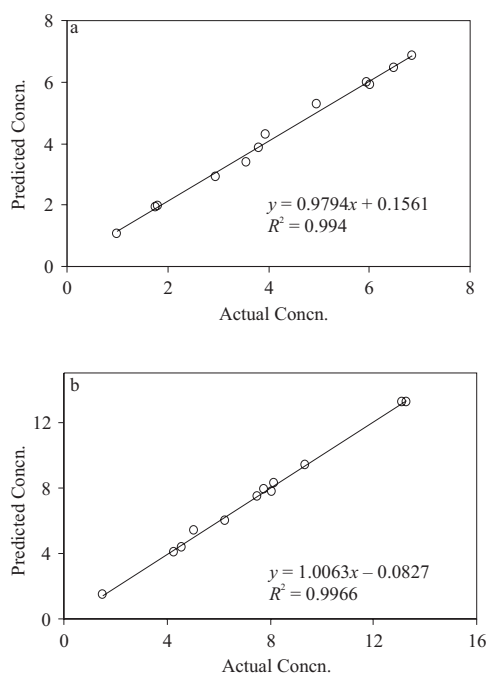 a
8
6
4
2
0
Predicted Concn.
y = 0.9794x + 0.1561
R² = 0.994
0 2 4 6 8
Actual Concn.
b
12
8
4
0
Predicted Concn.
y = 1.0063x – 0.0827
R² = 0.9966
0 4 8 12 16
Actual Concn.